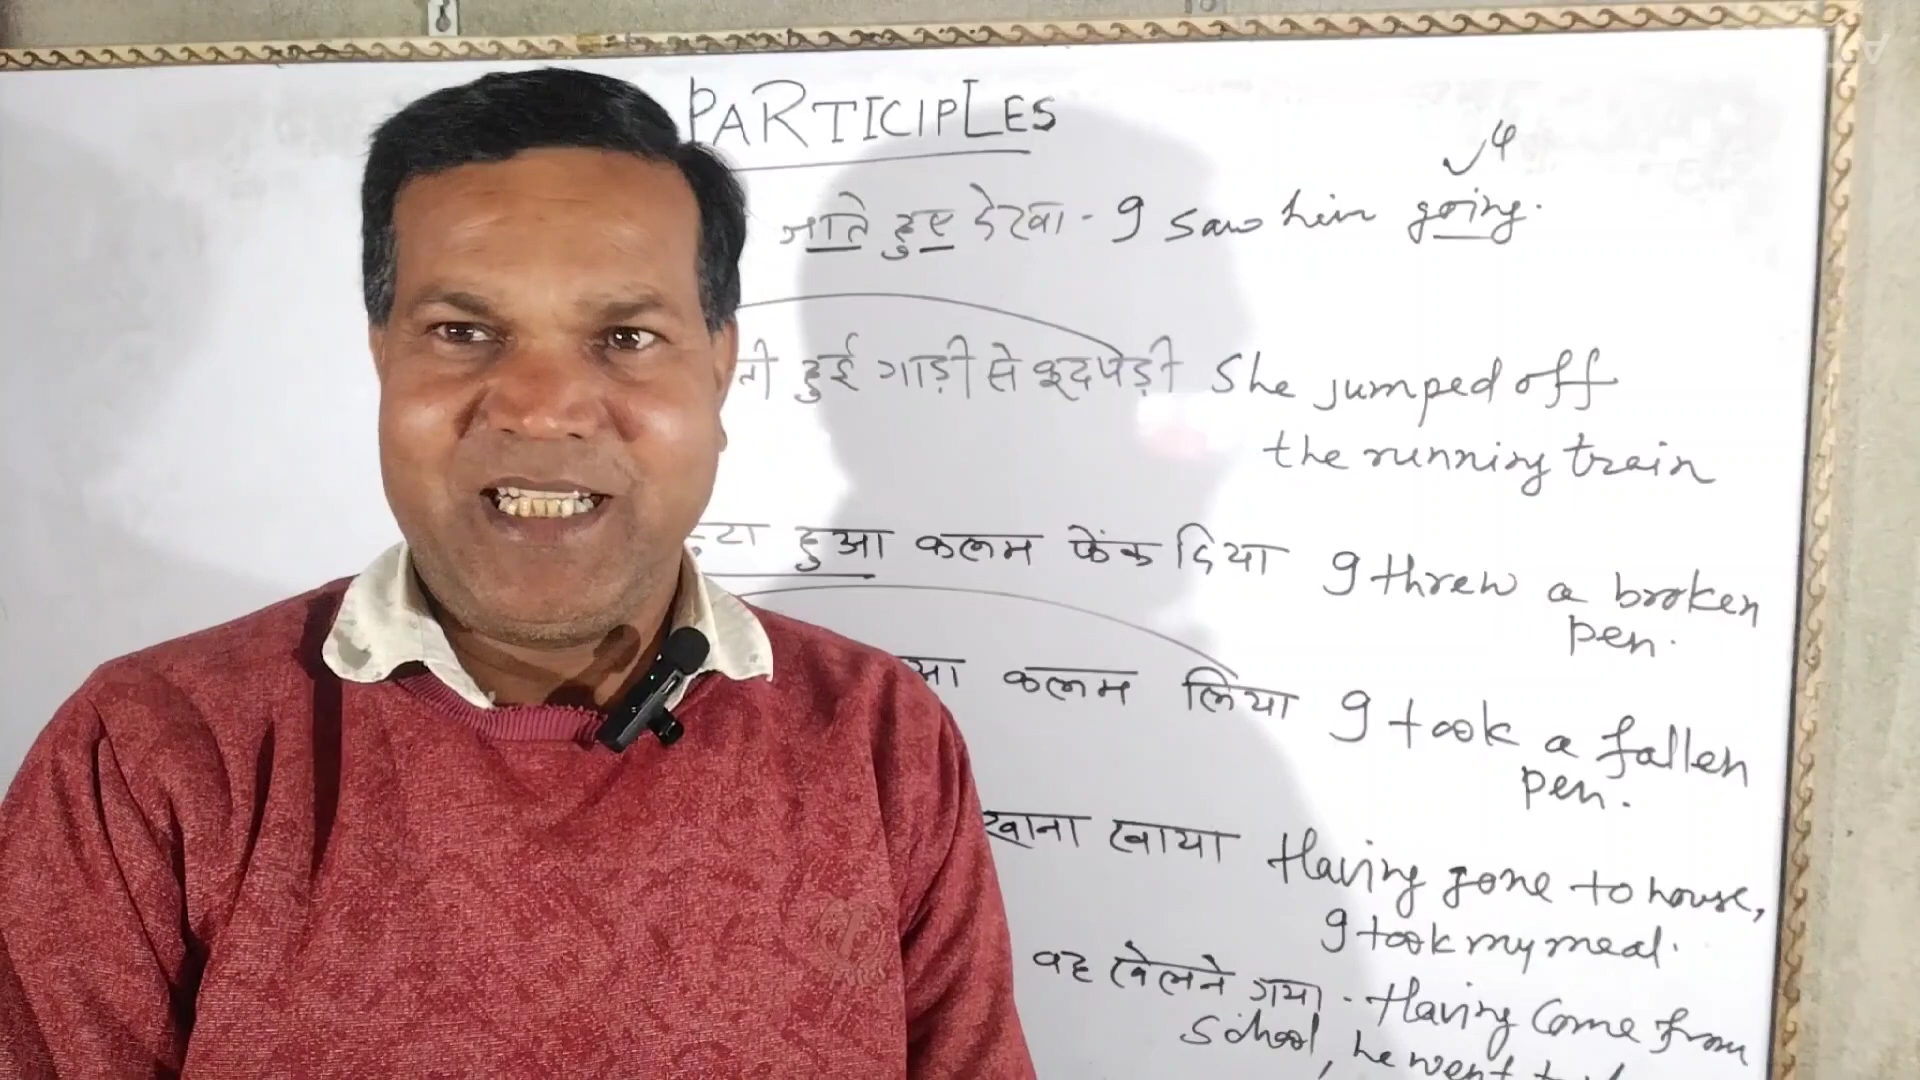 PARTICIPLES
जाते हुए देखा - I saw him going.
हुई गाड़ी से कूद पड़ी She jumped off
the running train
हुआ कलम फेंक दिया I threw a broken
pen.
कलम लिया I took a fallen
pen.
खाना खाया Having gone to house,
I took my meal.
वह खेलने गया - Having Come from
School, he went